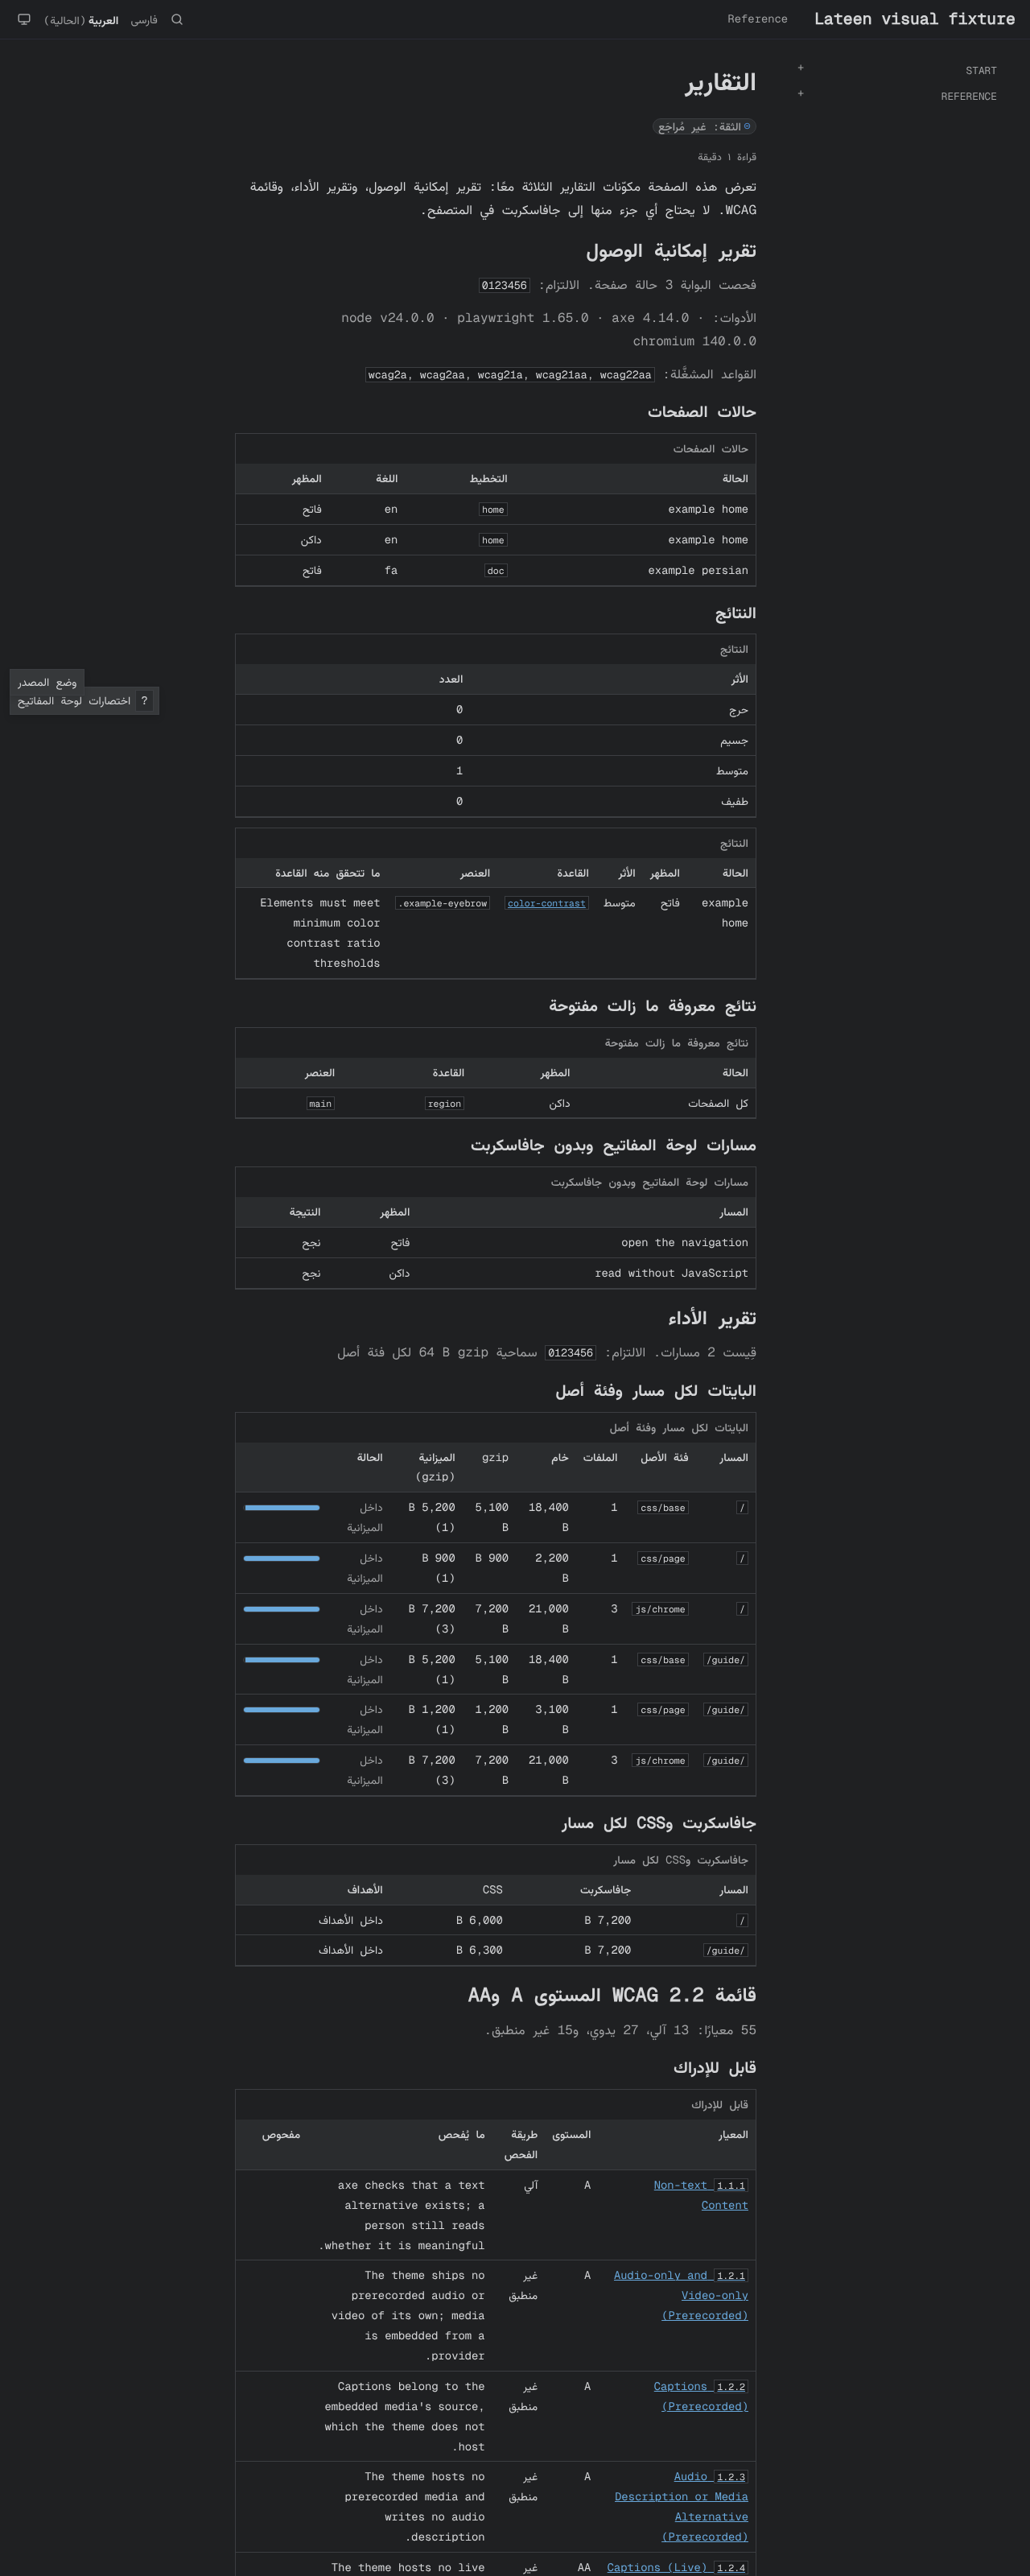 Lateen visual fixture
Reference
فارسی
العربية (الحالية)
START
+
REFERENCE
+
التقارير
الثقة: غير مُراجَع
قراءة ١ دقيقة
تعرض هذه الصفحة مكوّنات التقارير الثلاثة معًا: تقرير إمكانية الوصول، وتقرير الأداء، وقائمة
WCAG. لا يحتاج أي جزء منها إلى جافاسكربت في المتصفح.
تقرير إمكانية الوصول
فحصت البوابة 3 حالة صفحة. الالتزام: 0123456
الأدوات: node v24.0.0 · playwright 1.65.0 · axe 4.14.0 ·
chromium 140.0.0
القواعد المشغَّلة: wcag2a, wcag2aa, wcag21a, wcag21aa, wcag22aa
حالات الصفحات
حالات الصفحات
الحالة التخطيط اللغة المظهر
example home home en فاتح
example home home en داكن
example persian doc fa فاتح
النتائج
النتائج
الأثر العدد
حرج 0
جسيم 0
متوسط 1
طفيف 0
وضع المصدر
? اختصارات لوحة المفاتيح
النتائج
الحالة المظهر الأثر القاعدة العنصر ما تتحقق منه القاعدة
example فاتح متوسط color-contrast .example-eyebrow Elements must meet
home minimum color
contrast ratio
thresholds
نتائج معروفة ما زالت مفتوحة
نتائج معروفة ما زالت مفتوحة
الحالة المظهر القاعدة العنصر
كل الصفحات داكن region main
مسارات لوحة المفاتيح وبدون جافاسكربت
مسارات لوحة المفاتيح وبدون جافاسكربت
المسار المظهر النتيجة
open the navigation فاتح نجح
read without JavaScript داكن نجح
تقرير الأداء
قِيست 2 مسارات. الالتزام: 0123456 سماحية 64 B gzip لكل فئة أصل
البايتات لكل مسار وفئة أصل
البايتات لكل مسار وفئة أصل
المسار فئة الأصل الملفات خام gzip الميزانية الحالة
(gzip)
/ css/base 1 18,400 5,100 5,200 B داخل
B B (1) الميزانية
/ css/page 1 2,200 900 B 900 B داخل
B (1) الميزانية
/ js/chrome 3 21,000 7,200 7,200 B داخل
B B (3) الميزانية
/guide/ css/base 1 18,400 5,100 5,200 B داخل
B B (1) الميزانية
/guide/ css/page 1 3,100 1,200 1,200 B داخل
B B (1) الميزانية
/guide/ js/chrome 3 21,000 7,200 7,200 B داخل
B B (3) الميزانية
جافاسكربت وCSS لكل مسار
جافاسكربت وCSS لكل مسار
المسار جافاسكربت CSS الأهداف
/ 7,200 B 6,000 B داخل الأهداف
/guide/ 7,200 B 6,300 B داخل الأهداف
قائمة WCAG 2.2 المستوى A وAA
55 معيارًا: 13 آلي، 27 يدوي، و15 غير منطبق.
قابل للإدراك
قابل للإدراك
المعيار المستوى طريقة ما يُفحص مفحوص
الفحص
1.1.1 Non-text A آلي axe checks that a text
Content alternative exists; a
person still reads
whether it is meaningful.
1.2.1 Audio-only and A غير The theme ships no
Video-only منطبق prerecorded audio or
(Prerecorded) video of its own; media
is embedded from a
provider.
1.2.2 Captions A غير Captions belong to the
(Prerecorded) منطبق embedded media's source,
which the theme does not
host.
1.2.3 Audio A غير The theme hosts no
Description or Media منطبق prerecorded media and
Alternative writes no audio
(Prerecorded) description.
1.2.4 Captions (Live) AA غير The theme hosts no live